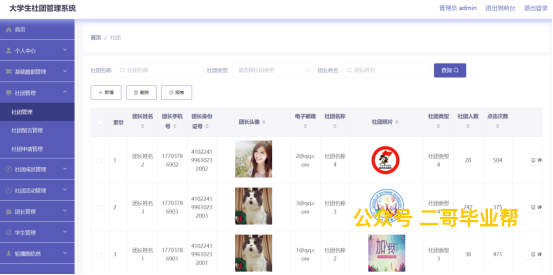 大学生社团管理系统
管理员 admin 退出到前台 退出登录
首页
个人中心
基础数据管理
社团管理
社团管理
社团留言管理
社团申请管理
社团成员管理
社团活动管理
团长管理
学生管理
轮播图信息
首页 / 社团
社团名称 社团名称 社团类型 请选择社团类型 团长姓名 团长姓名 查询
+ 新增 删除 报表
索引 团长姓名 团长手机号 团长身份证号 团长头像 电子邮箱 社团名称 社团照片 社团类型 社团人数 点击次数
1 团长姓名2 17703786902 410224199610232002 2@qq.com 社团名称4 社团类型4 28 504
2 团长姓名3 17703786903 410224199610232003 3@qq.com 社团名称3 社团类型3 247 375
3 团长姓名1 17703786901 410224199610232001 1@qq.com 社团名称2 加 社团类型3 38 471
公众号 二哥毕业帮